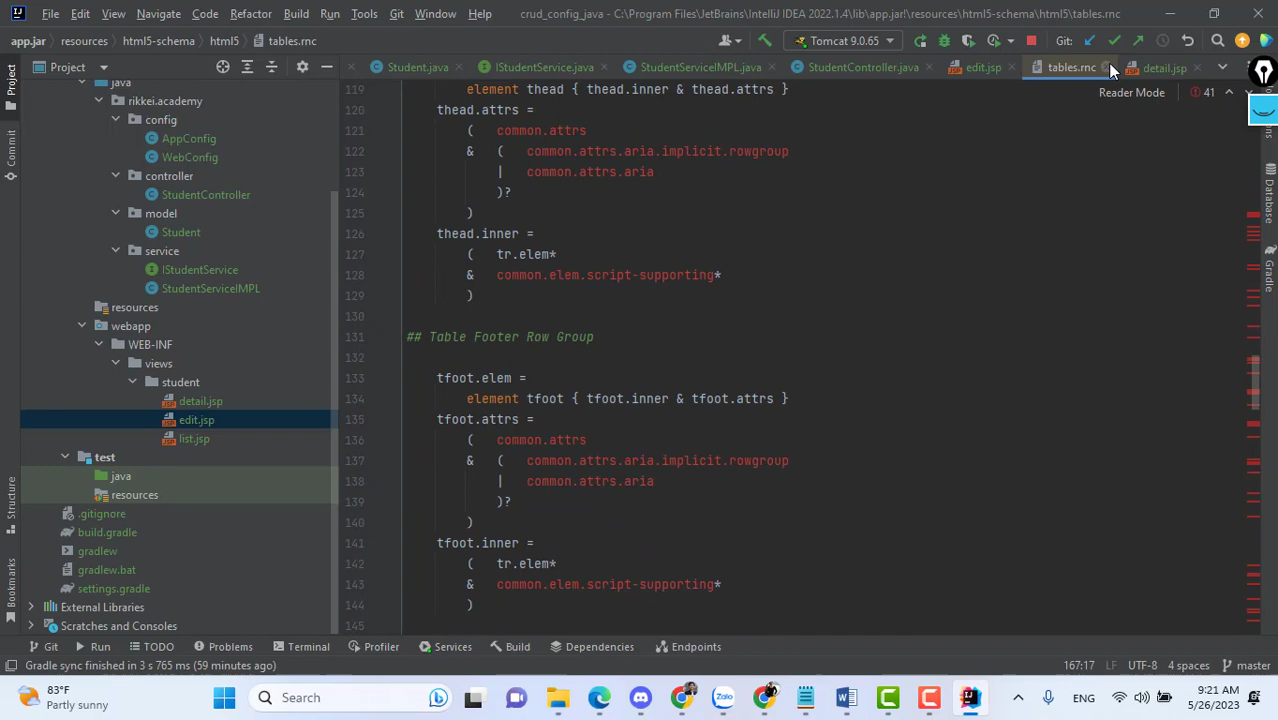 File Edit View Navigate Code Refactor Build Run Tools Git Window Help crud_config_java – C:\Program Files\JetBrains\IntelliJ IDEA 2022.1.4\lib\app.jar!\resources\html5-schema\html5\tables.rnc
app.jar resources html5-schema html5 tables.rnc Tomcat 9.0.65 Git:
Project Student.java IStudentService.java StudentServiceIMPL.java StudentController.java edit.jsp tables.rnc detail.jsp
Reader Mode 41
java
rikkei.academy
config
AppConfig
WebConfig
controller
StudentController
model
Student
service
IStudentService
StudentServiceIMPL
resources
webapp
WEB-INF
views
student
detail.jsp
edit.jsp
list.jsp
test
java
resources
.gitignore
build.gradle
gradlew
gradlew.bat
settings.gradle
External Libraries
Scratches and Consoles
119 element thead { thead.inner & thead.attrs }
120 thead.attrs =
121 ( common.attrs
122 & ( common.attrs.aria.implicit.rowgroup
123 | common.attrs.aria
124 )?
125 )
126 thead.inner =
127 ( tr.elem*
128 & common.elem.script-supporting*
129 )
130
131 ## Table Footer Row Group
132
133 tfoot.elem =
134 element tfoot { tfoot.inner & tfoot.attrs }
135 tfoot.attrs =
136 ( common.attrs
137 & ( common.attrs.aria.implicit.rowgroup
138 | common.attrs.aria
139 )?
140 )
141 tfoot.inner =
142 ( tr.elem*
143 & common.elem.script-supporting*
144 )
145
Project
Commit
Structure
Bookmarks
Database
Gradle
Git Run TODO Problems Terminal Profiler Services Build Dependencies Endpoints
Gradle sync finished in 3 s 765 ms (59 minutes ago) 167:17 LF UTF-8 4 spaces master
83°F
Partly sunny
Search
Zalo
ENG
9:21 AM
5/26/2023